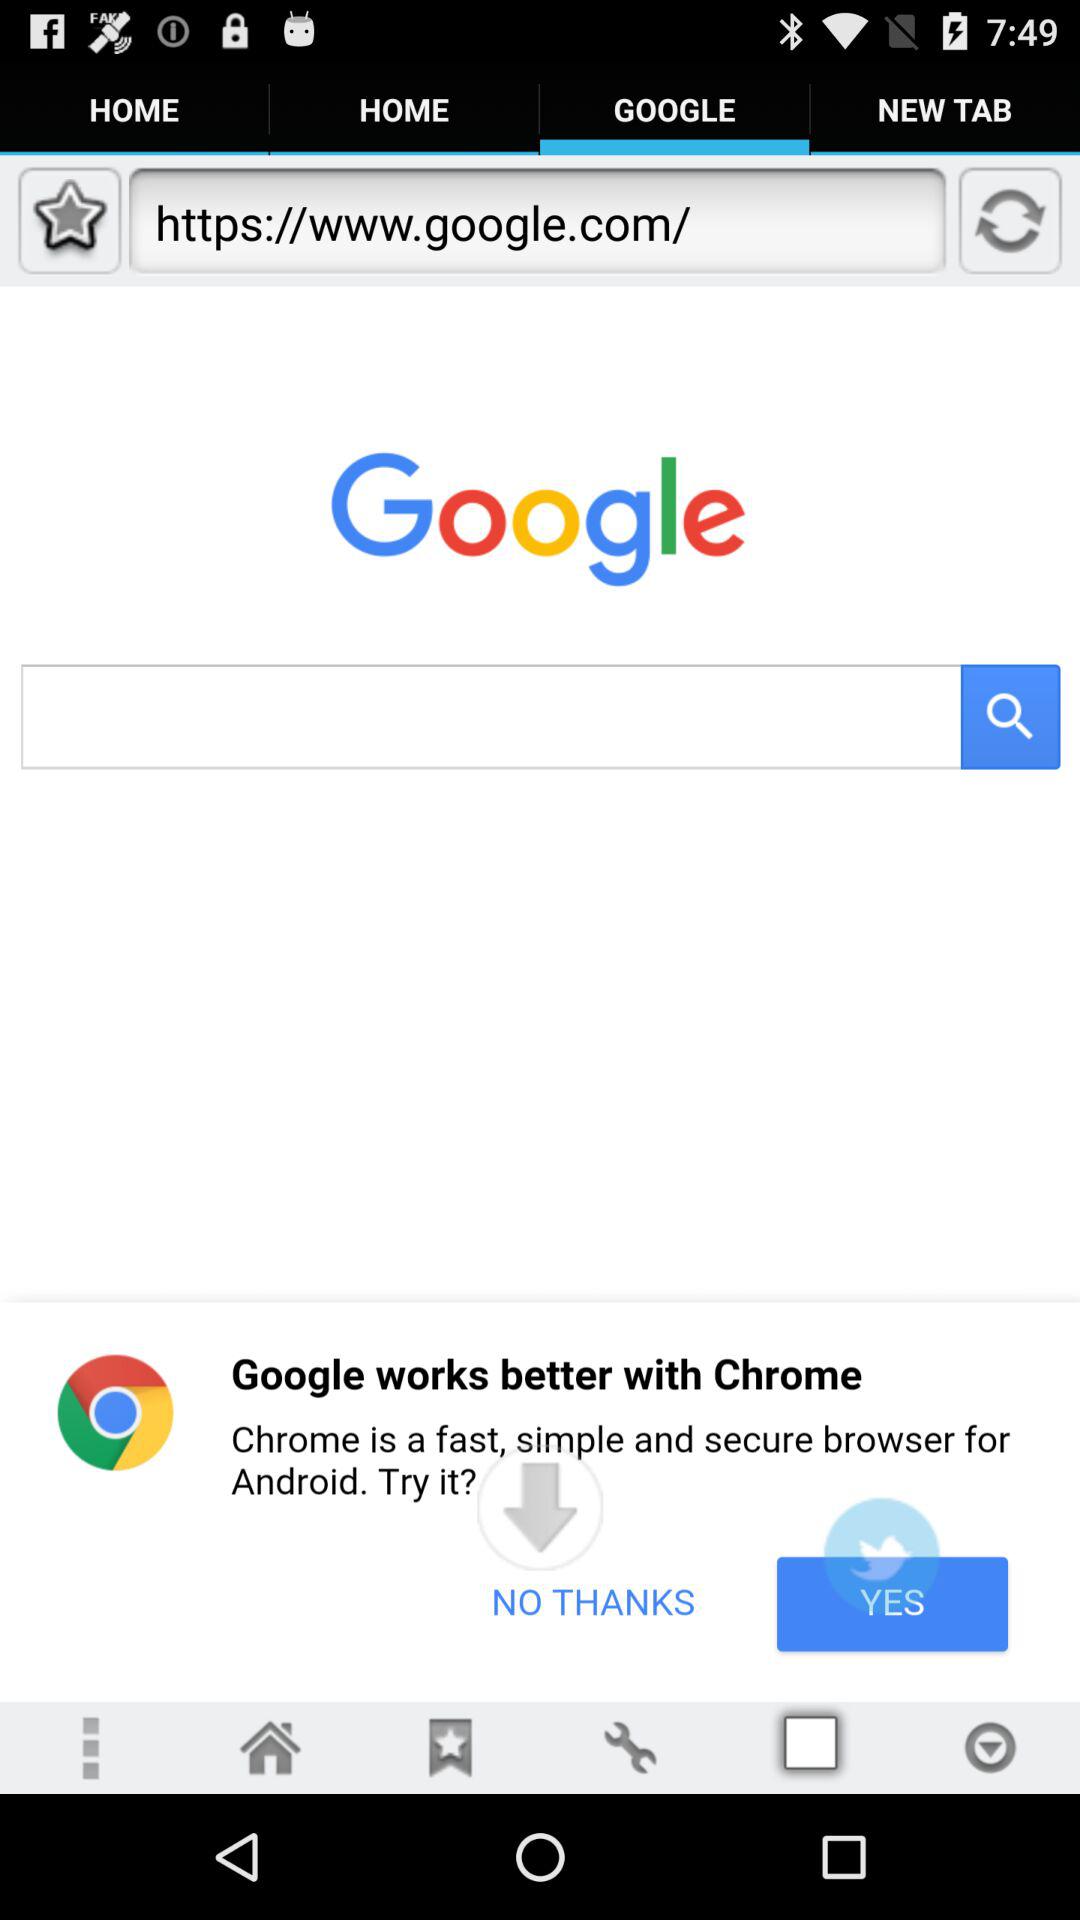 FAKE
7:49
HOME HOME GOOGLE NEW TAB
https://www.google.com/
Google
Google works better with Chrome
Chrome is a fast, simple and secure browser for
Android. Try it?
NO THANKS YES